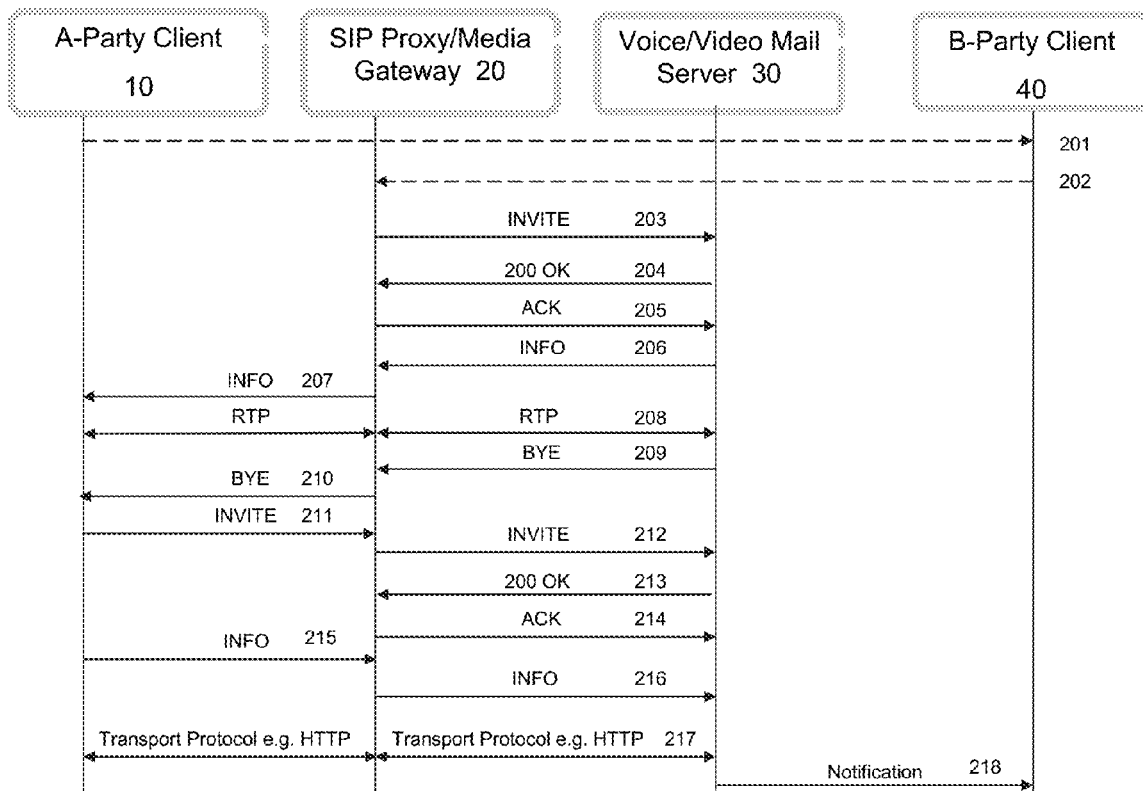 A-Party Client
10
SIP Proxy/Media
Gateway 20
Voice/Video Mail
Server 30
B-Party Client
40
201
202
INVITE 203
200 OK 204
ACK 205
INFO 206
INFO 207
RTP RTP 208
BYE 209
BYE 210
INVITE 211
INVITE 212
200 OK 213
ACK 214
INFO 215
INFO 216
Transport Protocol e.g. HTTP Transport Protocol e.g. HTTP 217
Notification 218